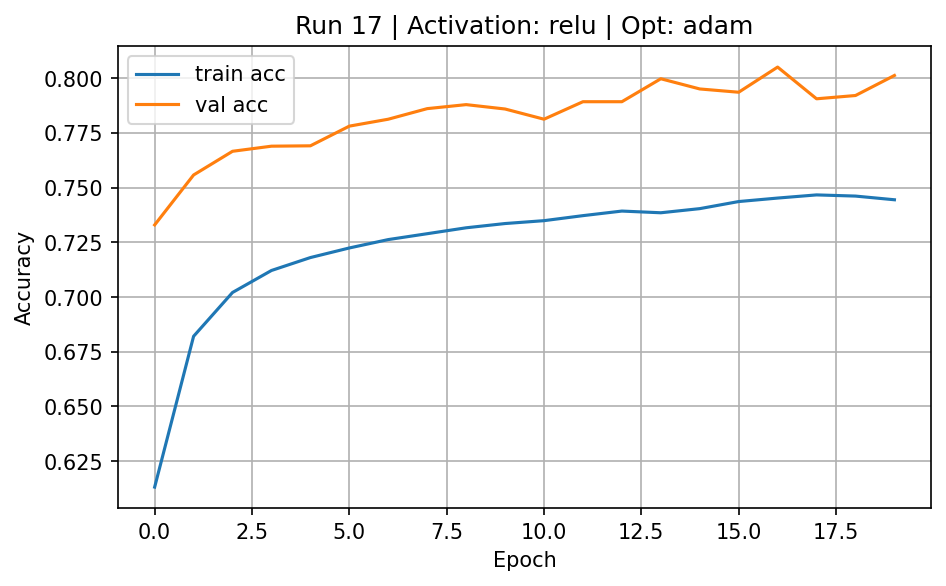 Run 17 | Activation: relu | Opt: adam
train acc
val acc
Accuracy
0.800
0.775
0.750
0.725
0.700
0.675
0.650
0.625
0.0 2.5 5.0 7.5 10.0 12.5 15.0 17.5
Epoch